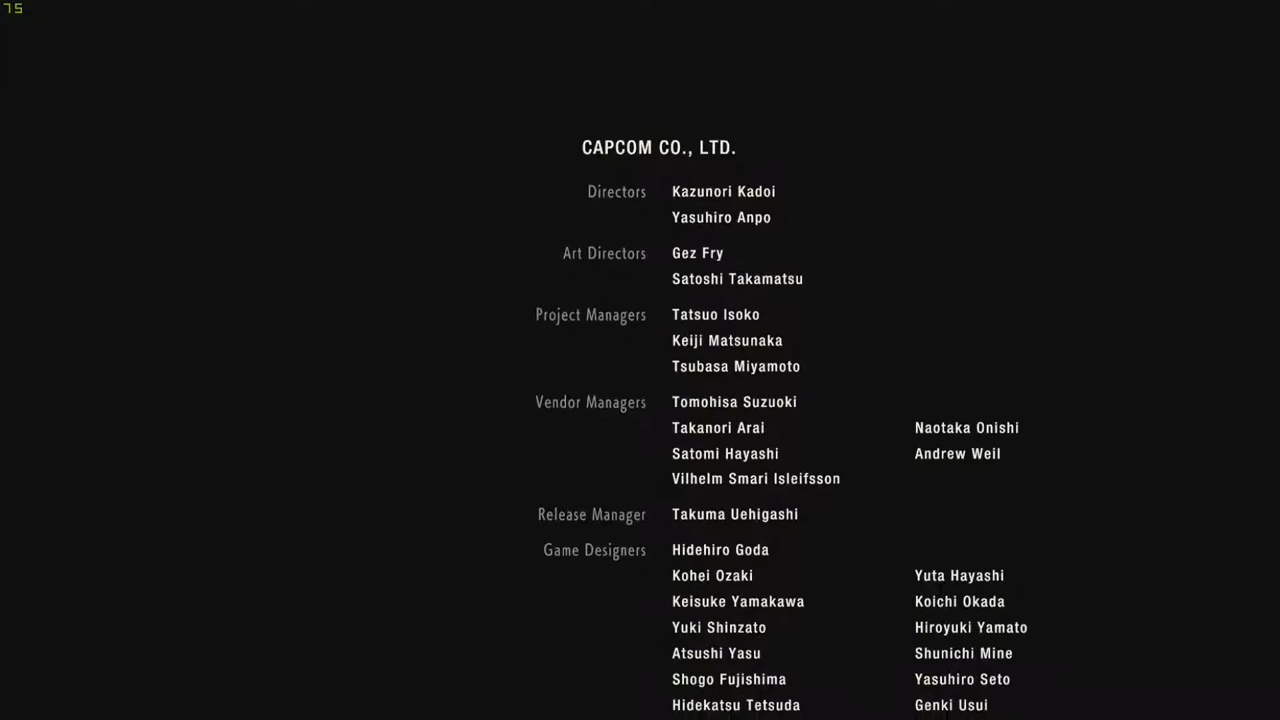 75
CAPCOM CO., LTD.
Directors Kazunori Kadoi
Yasuhiro Anpo
Art Directors Gez Fry
Satoshi Takamatsu
Project Managers Tatsuo Isoko
Keiji Matsunaka
Tsubasa Miyamoto
Vendor Managers Tomohisa Suzuoki
Takanori Arai Naotaka Onishi
Satomi Hayashi Andrew Weil
Vilhelm Smari Isleifsson
Release Manager Takuma Uehigashi
Game Designers Hidehiro Goda
Kohei Ozaki Yuta Hayashi
Keisuke Yamakawa Koichi Okada
Yuki Shinzato Hiroyuki Yamato
Atsushi Yasu Shunichi Mine
Shogo Fujishima Yasuhiro Seto
Hidekatsu Tetsuda Genki Usui